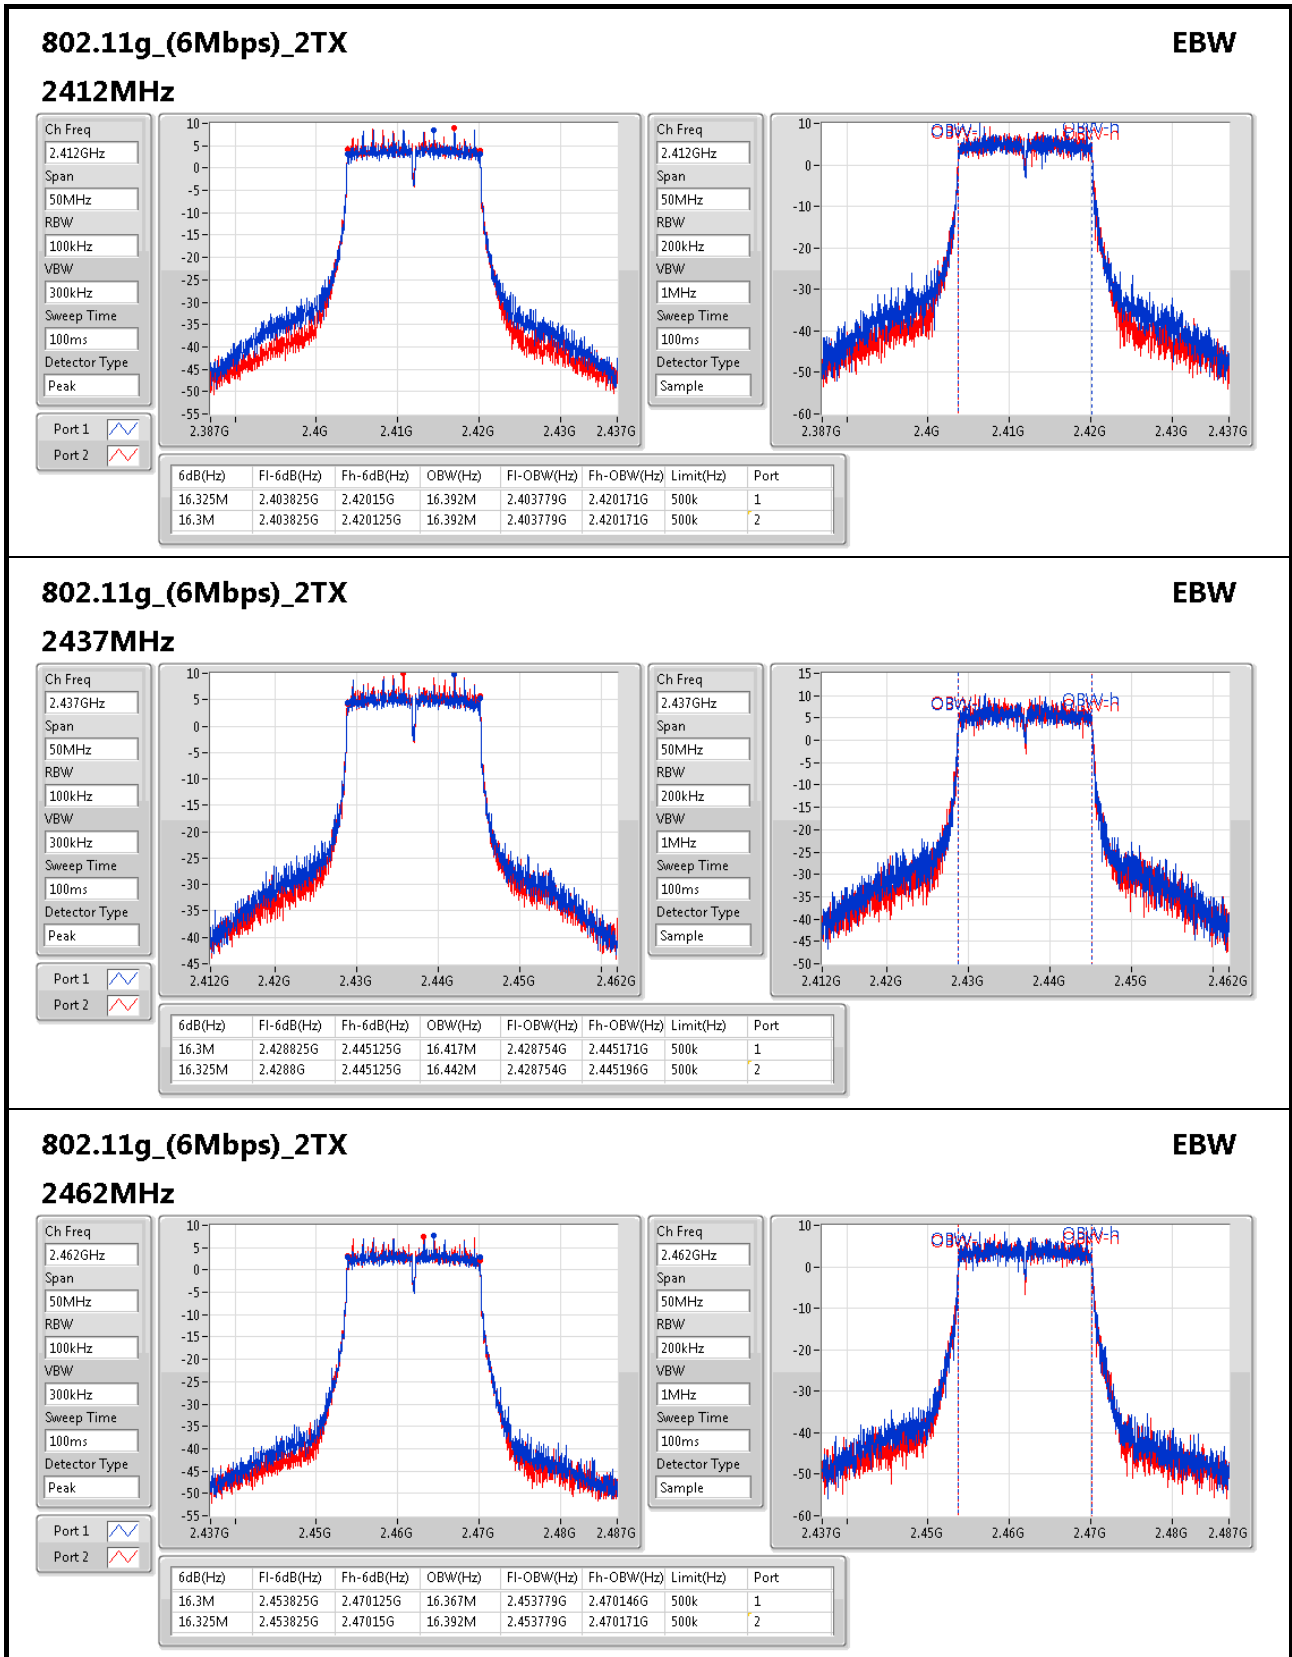 802.11g_(6Mbps)_2TX EBW
2412MHz
Ch Freq
2.412GHz
Span
50MHz
RBW
100kHz
VBW
300kHz
Sweep Time
100ms
Detector Type
Peak
Port 1
Port 2
10
5
0
-5
-10
-15
-20
-25
-30
-35
-40
-45
-50
-55
2.387G 2.4G 2.41G 2.42G 2.43G 2.437G
Ch Freq
2.412GHz
Span
50MHz
RBW
200kHz
VBW
1MHz
Sweep Time
100ms
Detector Type
Sample
OBW-l OBW-h
10
0
-10
-20
-30
-40
-50
-60
2.387G 2.4G 2.41G 2.42G 2.43G 2.437G
6dB(Hz) Fl-6dB(Hz) Fh-6dB(Hz) OBW(Hz) Fl-OBW(Hz) Fh-OBW(Hz) Limit(Hz) Port
16.325M 2.403825G 2.42015G 16.392M 2.403779G 2.420171G 500k 1
16.3M 2.403825G 2.420125G 16.392M 2.403779G 2.420171G 500k 2
802.11g_(6Mbps)_2TX EBW
2437MHz
Ch Freq
2.437GHz
Span
50MHz
RBW
100kHz
VBW
300kHz
Sweep Time
100ms
Detector Type
Peak
Port 1
Port 2
10
5
0
-5
-10
-15
-20
-25
-30
-35
-40
-45
2.412G 2.42G 2.43G 2.44G 2.45G 2.462G
Ch Freq
2.437GHz
Span
50MHz
RBW
200kHz
VBW
1MHz
Sweep Time
100ms
Detector Type
Sample
OBW-l OBW-h
15
10
5
0
-5
-10
-15
-20
-25
-30
-35
-40
-45
-50
2.412G 2.42G 2.43G 2.44G 2.45G 2.462G
6dB(Hz) Fl-6dB(Hz) Fh-6dB(Hz) OBW(Hz) Fl-OBW(Hz) Fh-OBW(Hz) Limit(Hz) Port
16.3M 2.428825G 2.445125G 16.417M 2.428754G 2.445171G 500k 1
16.325M 2.4288G 2.445125G 16.442M 2.428754G 2.445196G 500k 2
802.11g_(6Mbps)_2TX EBW
2462MHz
Ch Freq
2.462GHz
Span
50MHz
RBW
100kHz
VBW
300kHz
Sweep Time
100ms
Detector Type
Peak
Port 1
Port 2
10
5
0
-5
-10
-15
-20
-25
-30
-35
-40
-45
-50
-55
2.437G 2.45G 2.46G 2.47G 2.48G 2.487G
Ch Freq
2.462GHz
Span
50MHz
RBW
200kHz
VBW
1MHz
Sweep Time
100ms
Detector Type
Sample
OBW-l OBW-h
10
0
-10
-20
-30
-40
-50
-60
2.437G 2.45G 2.46G 2.47G 2.48G 2.487G
6dB(Hz) Fl-6dB(Hz) Fh-6dB(Hz) OBW(Hz) Fl-OBW(Hz) Fh-OBW(Hz) Limit(Hz) Port
16.3M 2.453825G 2.470125G 16.367M 2.453779G 2.470146G 500k 1
16.325M 2.453825G 2.47015G 16.392M 2.453779G 2.470171G 500k 2